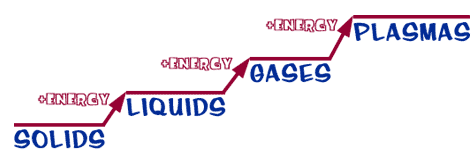 +ENERGY
PLASMAS
+ENERGY
GASES
+ENERGY
LIQUIDS
SOLIDS